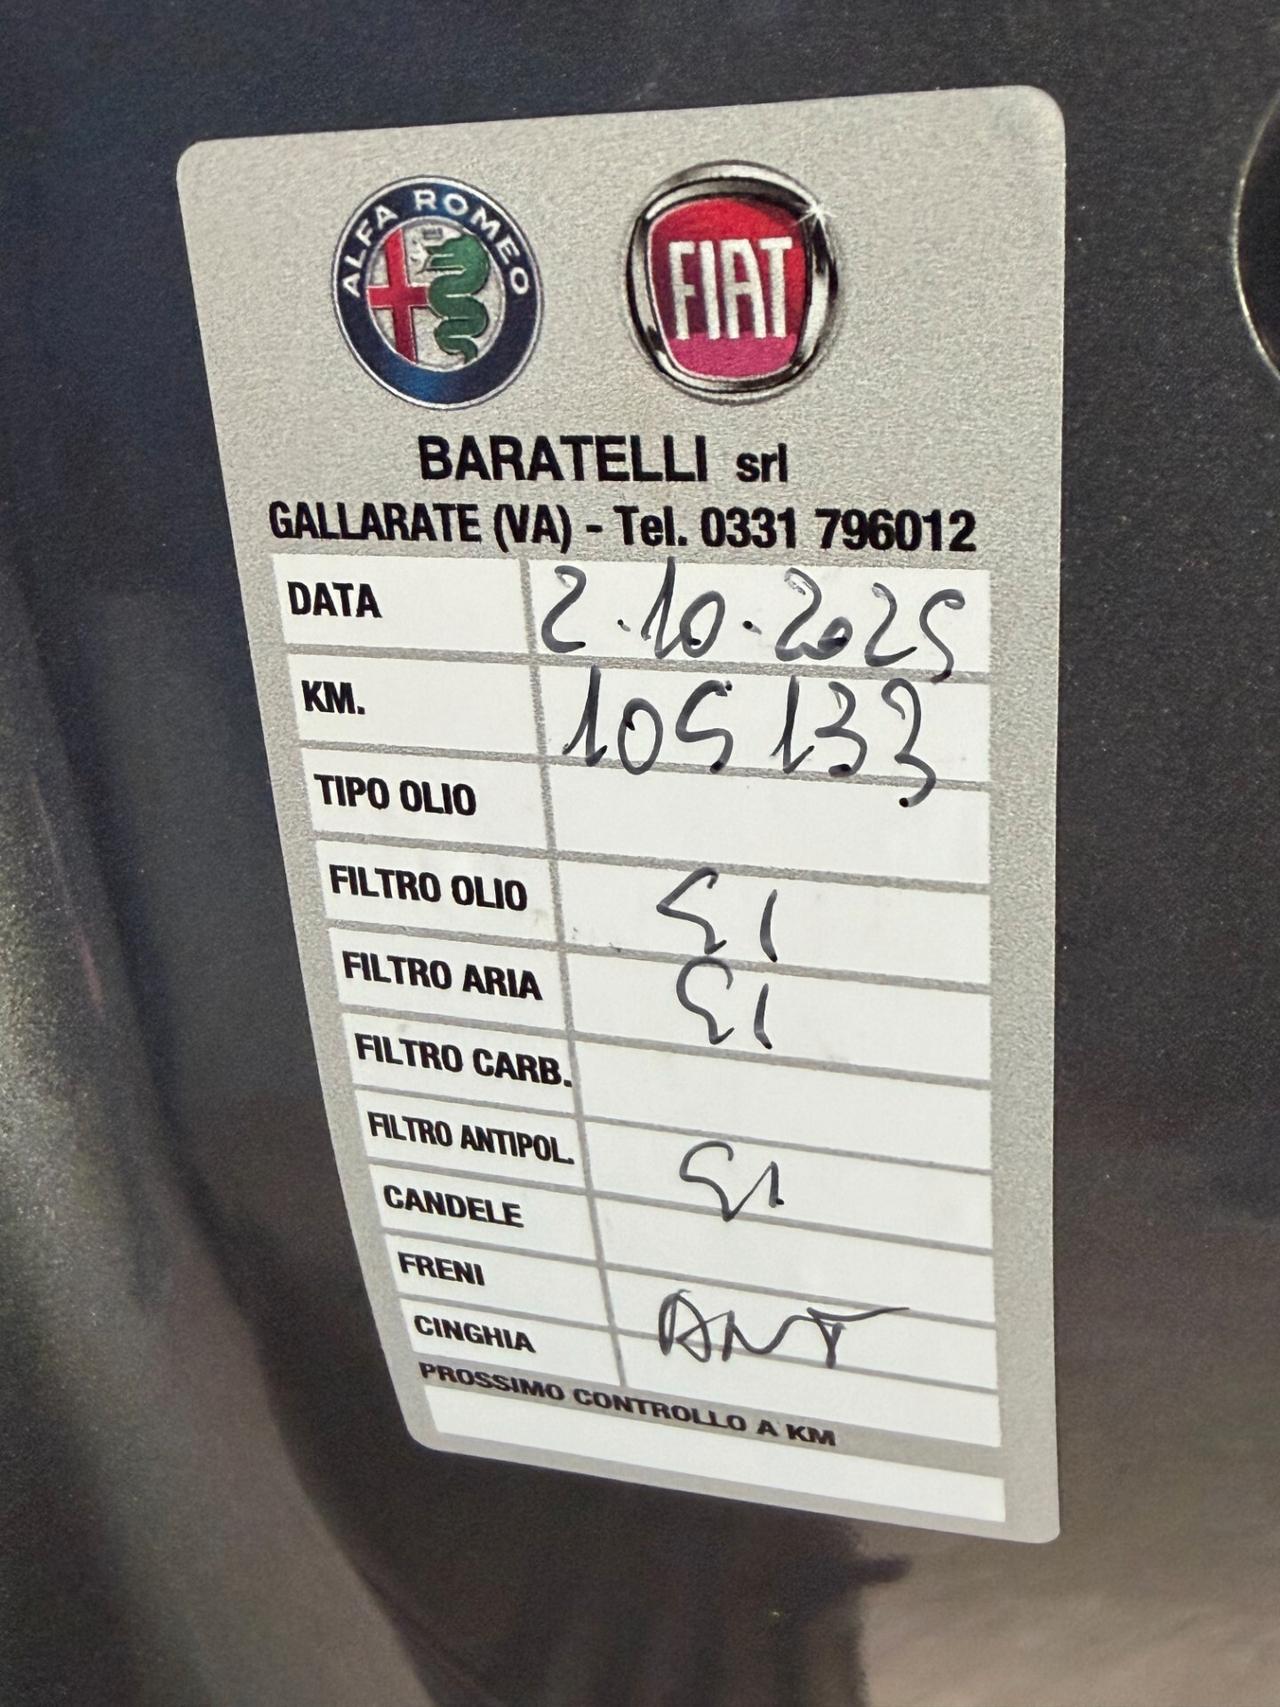 ALFA ROMEO
FIAT
BARATELLI srl
GALLARATE (VA) - Tel. 0331 796012
DATA 2.10.2025
KM. 105133
TIPO OLIO
FILTRO OLIO SI
FILTRO ARIA SI
FILTRO CARB.
FILTRO ANTIPOL. SI
CANDELE
FRENI ANT
CINGHIA
PROSSIMO CONTROLLO A KM